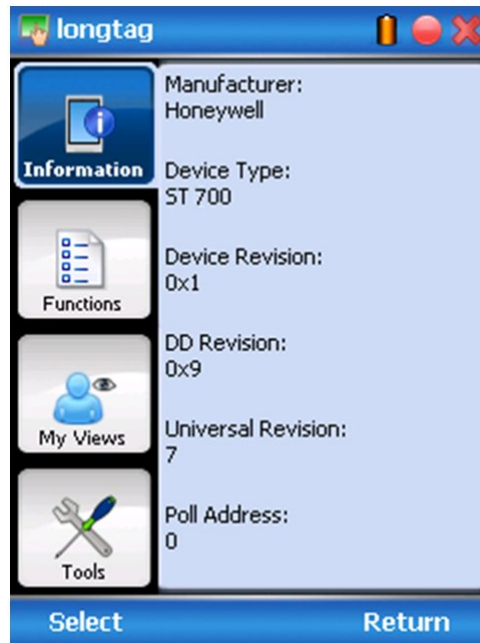 longtag
Information
Functions
My Views
Tools
Manufacturer:
Honeywell
Device Type:
ST 700
Device Revision:
0x1
DD Revision:
0x9
Universal Revision:
7
Poll Address:
0
Select
Return